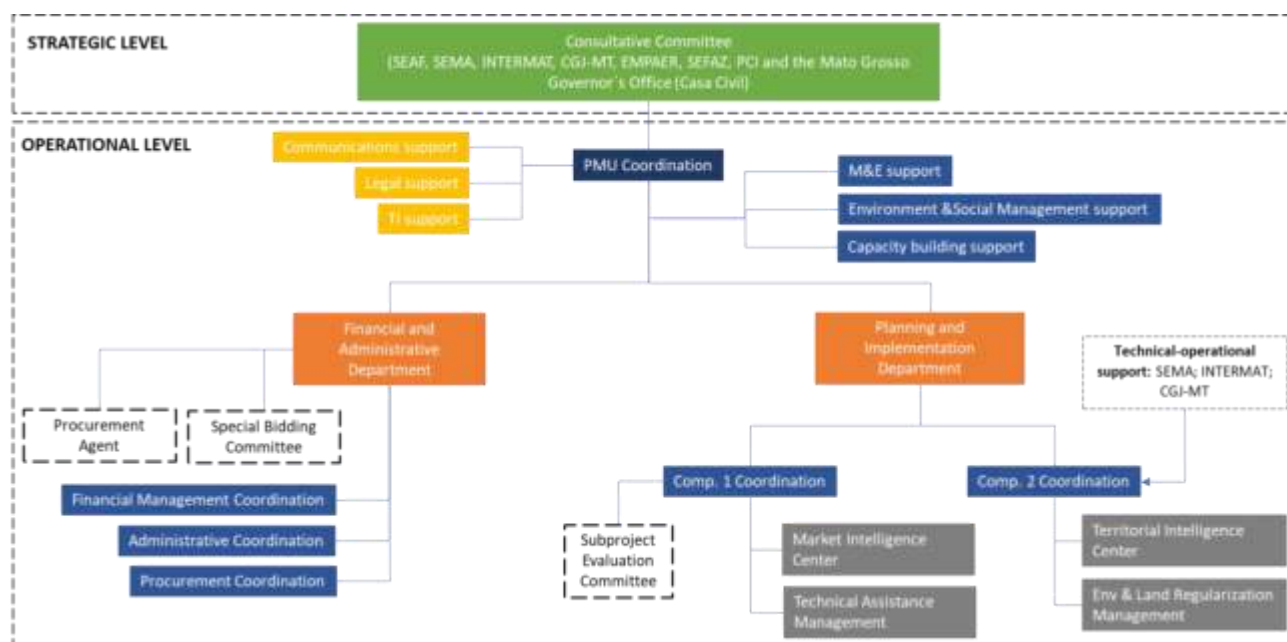 STRATEGIC LEVEL
Consultative Committee
(SEAF, SEMA, INTERMAT, CGJ-MT, EMPAER, SEFAZ, PCI and the Mato Grosso
Governor´s Office (Casa Civil)
OPERATIONAL LEVEL
Communications support
Legal support
TI support
PMU Coordination
M&E support
Environment &Social Management support
Capacity building support
Financial and
Administrative
Department
Planning and
Implementation
Department
Technical-operational
support: SEMA; INTERMAT;
CGJ-MT
Procurement
Agent
Special Bidding
Committee
Financial Management Coordination
Administrative Coordination
Procurement Coordination
Comp. 1 Coordination
Comp. 2 Coordination
Subproject
Evaluation
Committee
Market Intelligence
Center
Technical Assistance
Management
Territorial Intelligence
Center
Env & Land Regularization
Management